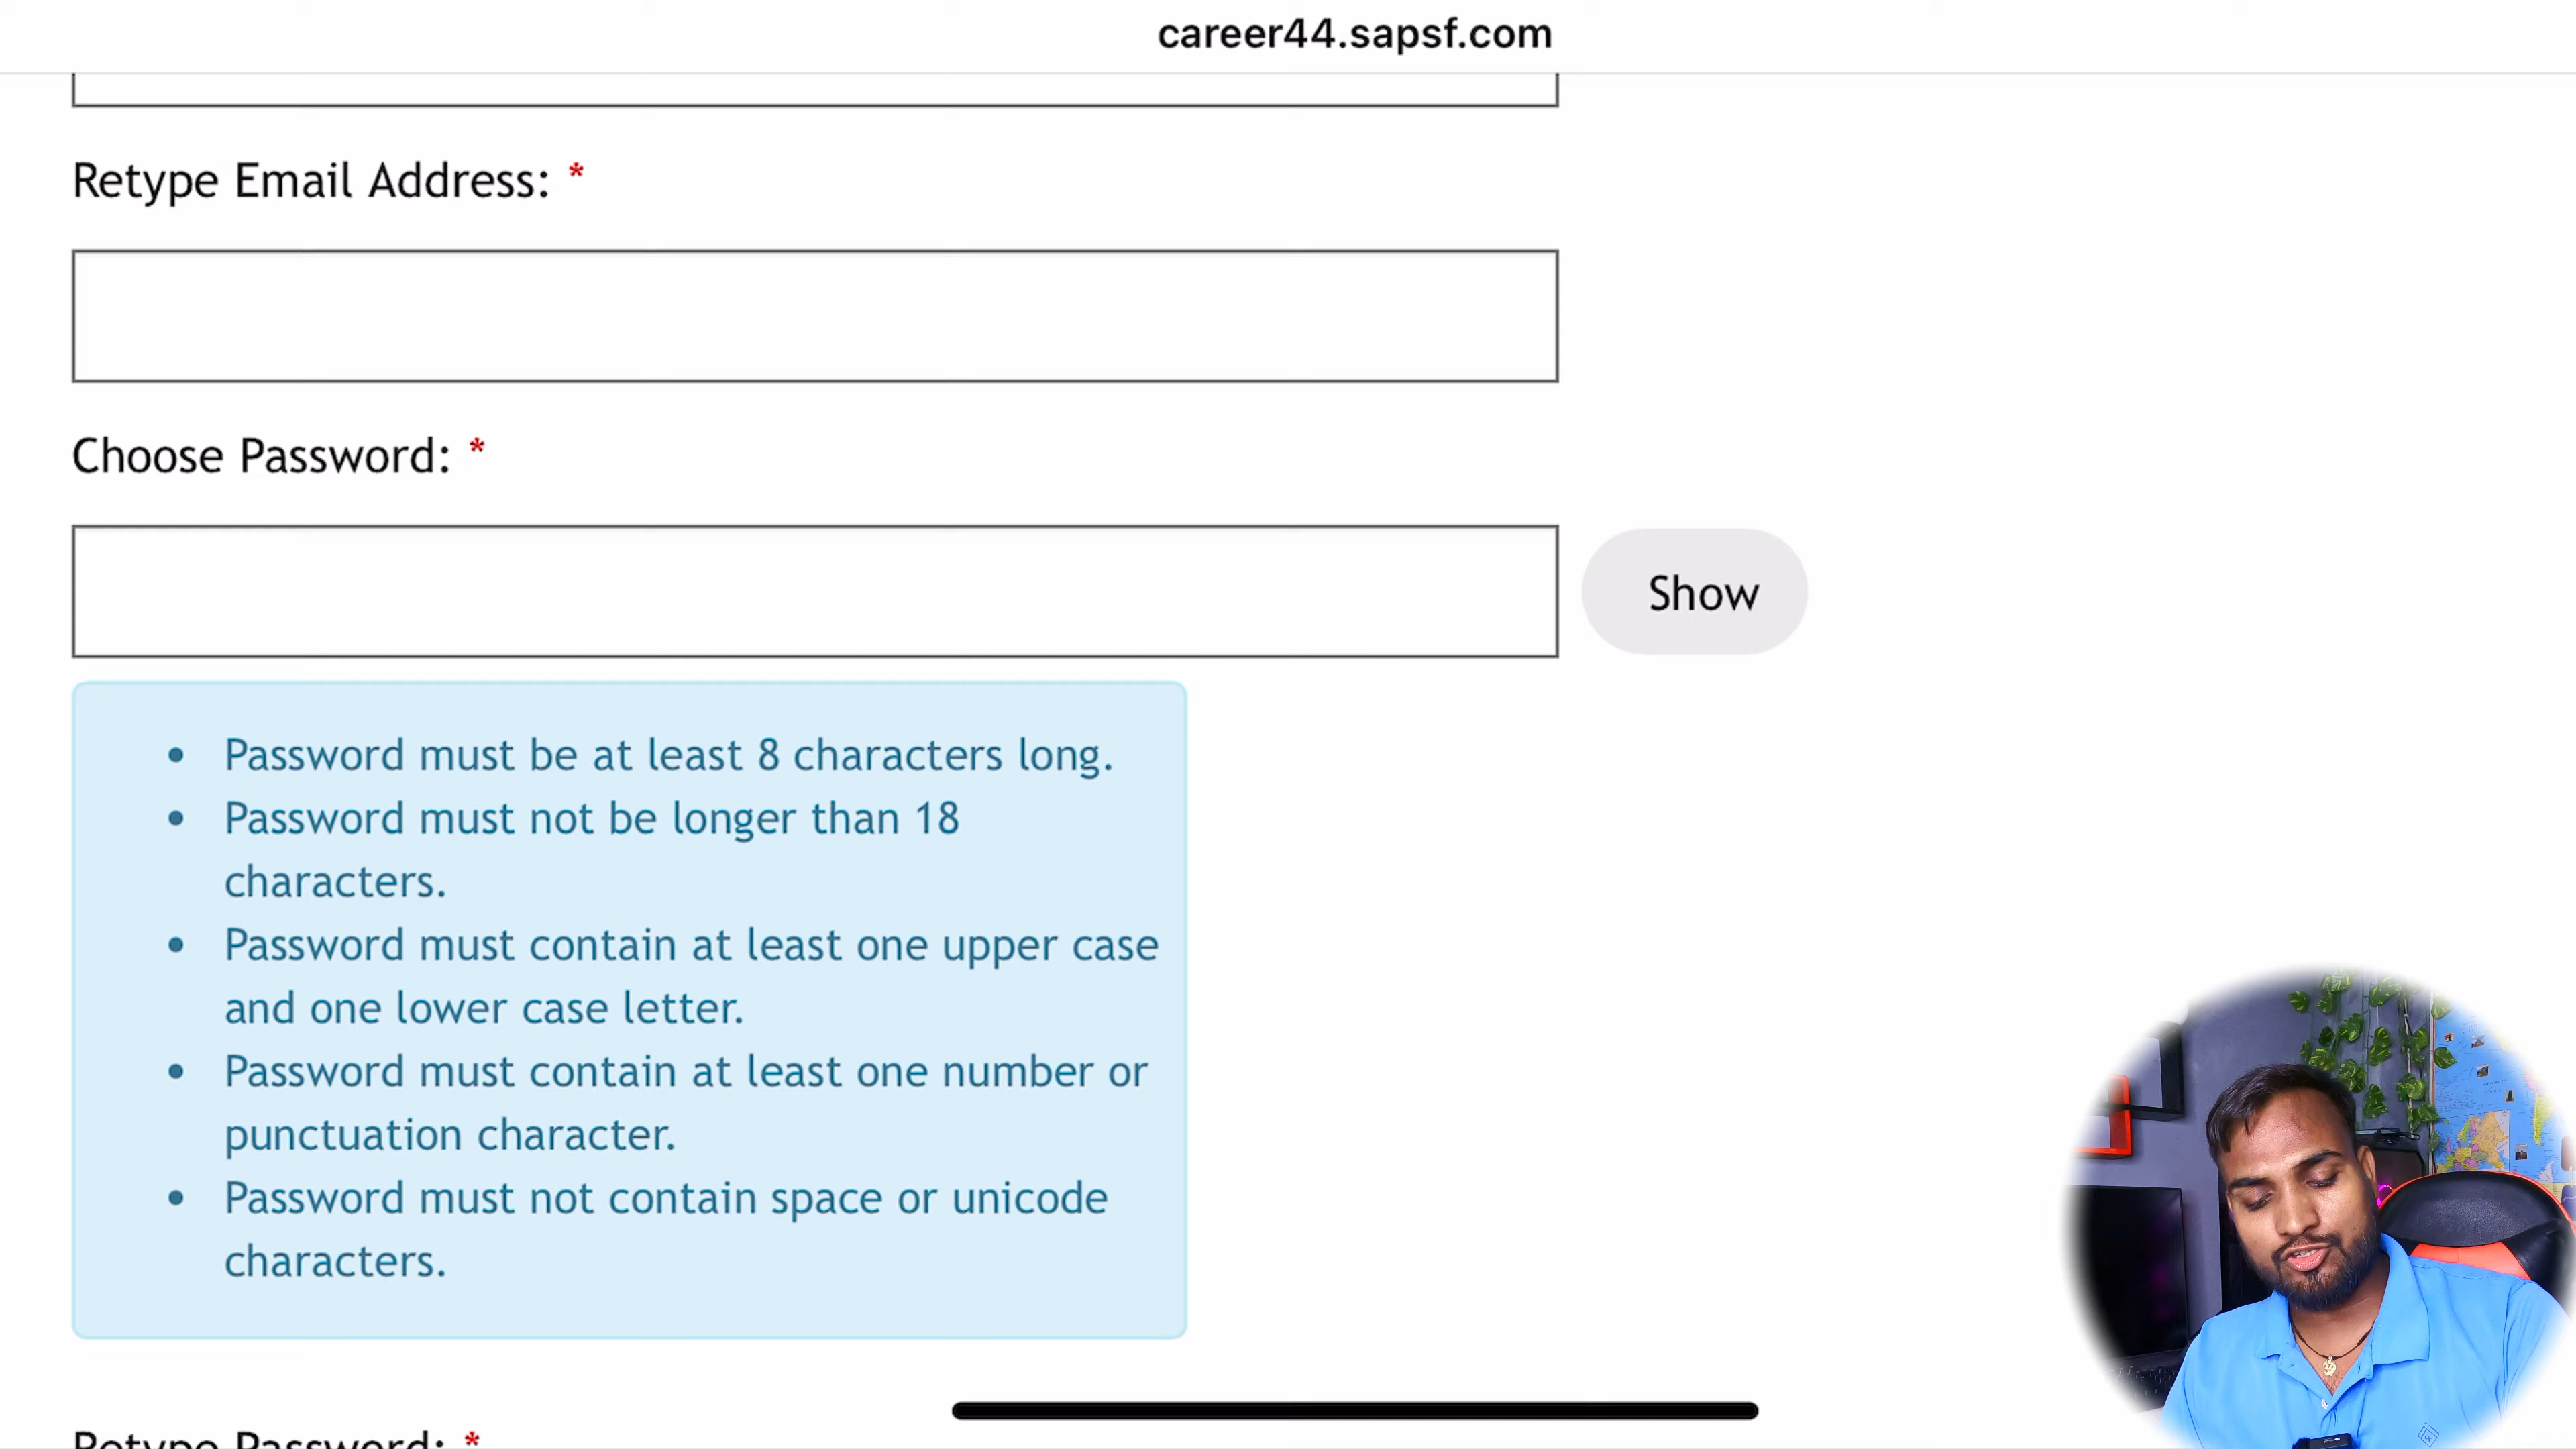 career44.sapsf.com
Retype Email Address: *
Choose Password: *
Show
• Password must be at least 8 characters long.
• Password must not be longer than 18
characters.
• Password must contain at least one upper case
and one lower case letter.
• Password must contain at least one number or
punctuation character.
• Password must not contain space or unicode
characters.
Retype Password: *